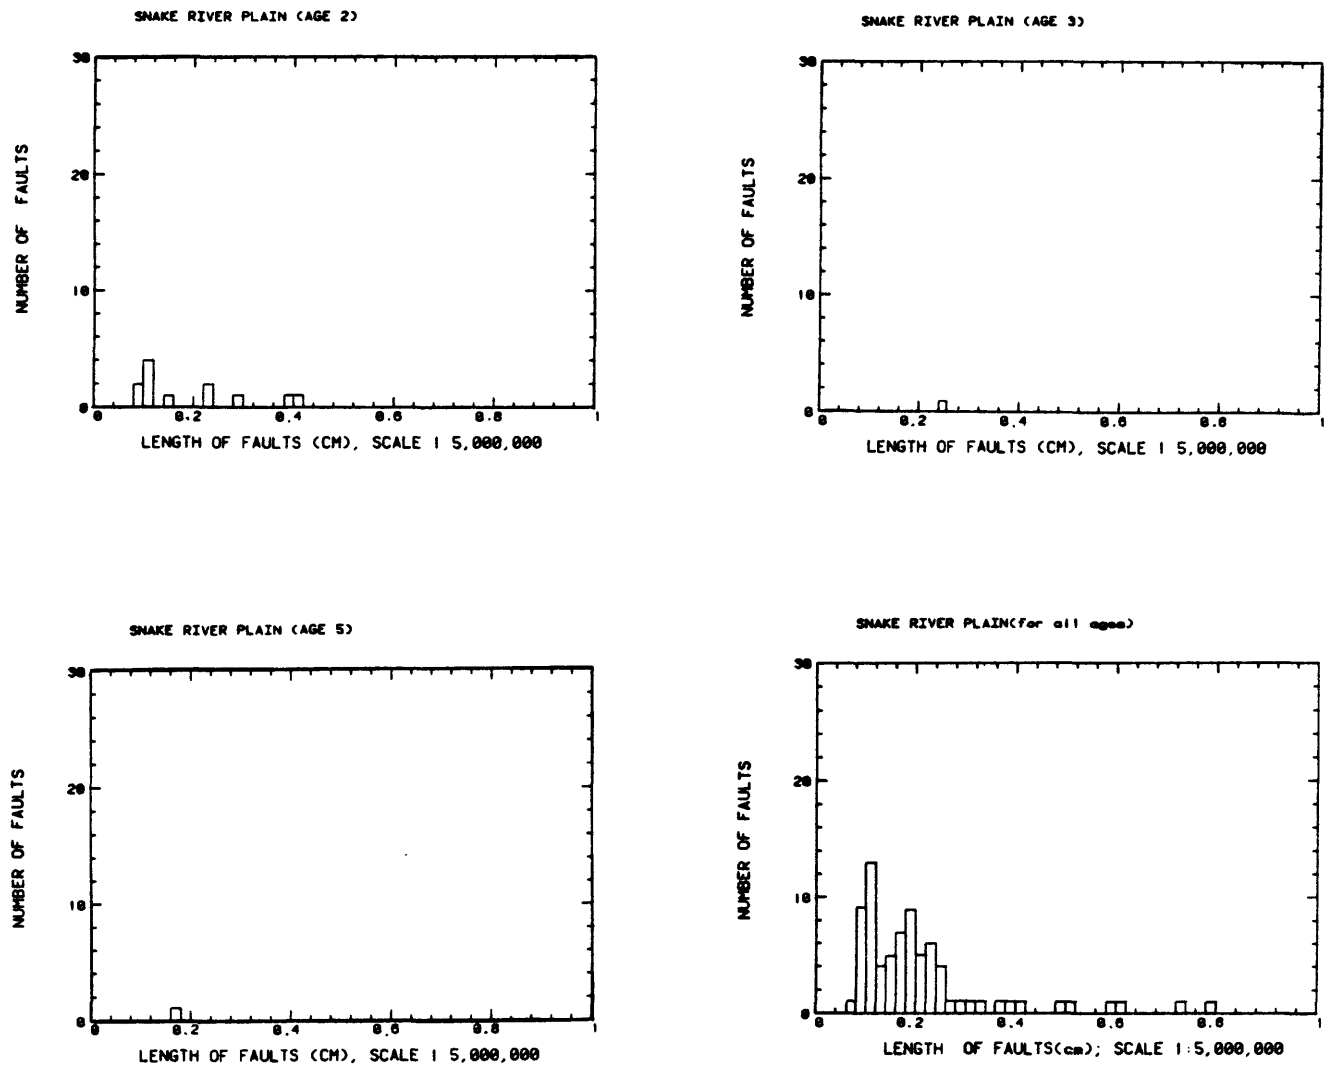 SNAKE RIVER PLAIN (AGE 2)
30
20
10
0
NUMBER OF FAULTS
0 0.2 0.4 0.6 0.8 1
LENGTH OF FAULTS (CM), SCALE 1 5,000,000
SNAKE RIVER PLAIN (AGE 3)
30
20
10
0
NUMBER OF FAULTS
0 0.2 0.4 0.6 0.8 1
LENGTH OF FAULTS (CM), SCALE 1 5,000,000
SNAKE RIVER PLAIN (AGE 5)
30
20
10
0
NUMBER OF FAULTS
0 0.2 0.4 0.6 0.8 1
LENGTH OF FAULTS (CM), SCALE 1 5,000,000
SNAKE RIVER PLAIN(for all ages)
30
20
10
0
NUMBER OF FAULTS
0 0.2 0.4 0.6 0.8 1
LENGTH OF FAULTS(cm); SCALE 1:5,000,000